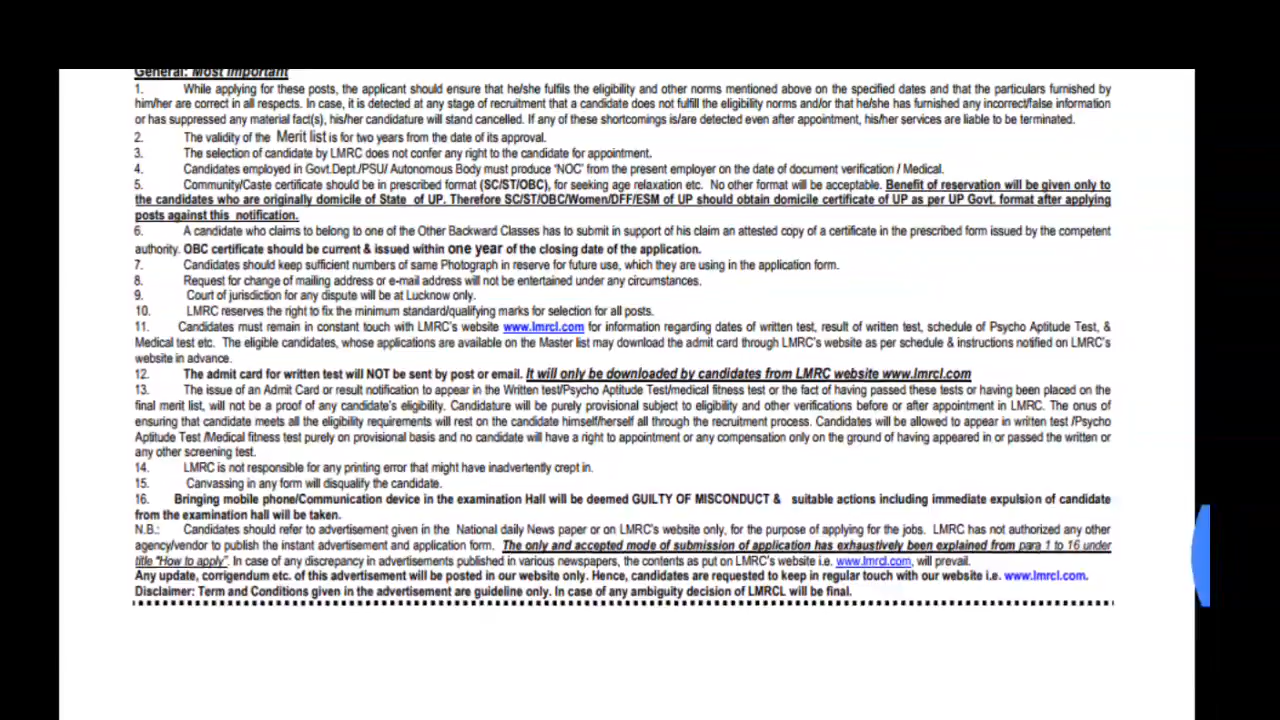 General: Most Important
1. While applying for these posts, the applicant should ensure that he/she fulfils the eligibility and other norms mentioned above on the specified dates and that the particulars furnished by
him/her are correct in all respects. In case, it is detected at any stage of recruitment that a candidate does not fulfill the eligibility norms and/or that he/she has furnished any incorrect/false information
or has suppressed any material fact(s), his/her candidature will stand cancelled. If any of these shortcomings is/are detected even after appointment, his/her services are liable to be terminated.
2. The validity of the Merit list is for two years from the date of its approval.
3. The selection of candidate by LMRC does not confer any right to the candidate for appointment.
4. Candidates employed in Govt.Dept./PSU/ Autonomous Body must produce 'NOC' from the present employer on the date of document verification / Medical.
5. Community/Caste certificate should be in prescribed format (SC/ST/OBC), for seeking age relaxation etc. No other format will be acceptable. Benefit of reservation will be given only to
the candidates who are originally domicile of State of UP. Therefore SC/ST/OBC/Women/DFF/ESM of UP should obtain domicile certificate of UP as per UP Govt. format after applying
posts against this notification.
6. A candidate who claims to belong to one of the Other Backward Classes has to submit in support of his claim an attested copy of a certificate in the prescribed form issued by the competent
authority. OBC certificate should be current & issued within one year of the closing date of the application.
7. Candidates should keep sufficient numbers of same Photograph in reserve for future use, which they are using in the application form.
8. Request for change of mailing address or e-mail address will not be entertained under any circumstances.
9. Court of jurisdiction for any dispute will be at Lucknow only.
10. LMRC reserves the right to fix the minimum standard/qualifying marks for selection for all posts.
11. Candidates must remain in constant touch with LMRC's website www.lmrcl.com for information regarding dates of written test, result of written test, schedule of Psycho Aptitude Test, &
Medical test etc. The eligible candidates, whose applications are available on the Master list may download the admit card through LMRC's website as per schedule & instructions notified on LMRC's
website in advance.
12. The admit card for written test will NOT be sent by post or email. It will only be downloaded by candidates from LMRC website www.lmrcl.com
13. The issue of an Admit Card or result notification to appear in the Written test/Psycho Aptitude Test/medical fitness test or the fact of having passed these tests or having been placed on the
final merit list, will not be a proof of any candidate's eligibility. Candidature will be purely provisional subject to eligibility and other verifications before or after appointment in LMRC. The onus of
ensuring that candidate meets all the eligibility requirements will rest on the candidate himself/herself all through the recruitment process. Candidates will be allowed to appear in written test /Psycho
Aptitude Test /Medical fitness test purely on provisional basis and no candidate will have a right to appointment or any compensation only on the ground of having appeared in or passed the written or
any other screening test.
14. LMRC is not responsible for any printing error that might have inadvertently crept in.
15. Canvassing in any form will disqualify the candidate.
16. Bringing mobile phone/Communication device in the examination Hall will be deemed GUILTY OF MISCONDUCT & suitable actions including immediate expulsion of candidate
from the examination hall will be taken.
N.B.: Candidates should refer to advertisement given in the National daily News paper or on LMRC's website only, for the purpose of applying for the jobs. LMRC has not authorized any other
agency/vendor to publish the instant advertisement and application form. The only and accepted mode of submission of application has exhaustively been explained from para 1 to 16 under
title "How to apply". In case of any discrepancy in advertisements published in various newspapers, the contents as put on LMRC's website i.e. www.lmrcl.com, will prevail.
Any update, corrigendum etc. of this advertisement will be posted in our website only. Hence, candidates are requested to keep in regular touch with our website i.e. www.lmrcl.com.
Disclaimer: Term and Conditions given in the advertisement are guideline only. In case of any ambiguity decision of LMRCL will be final.